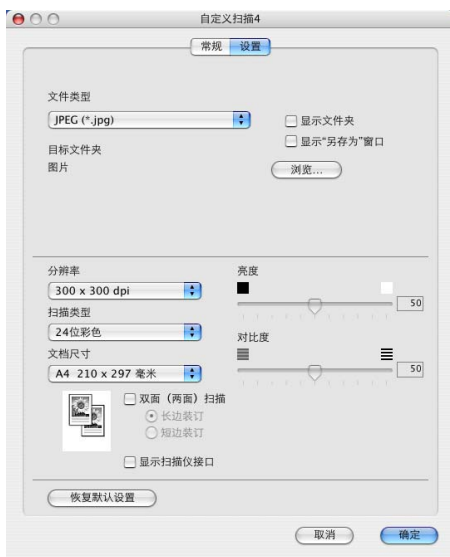 自定义扫描4
常规 设置
文件类型
JPEG (*.jpg)
显示文件夹
显示“另存为”窗口
目标文件夹
图片
浏览...
分辨率
300 x 300 dpi
扫描类型
24位彩色
文档尺寸
A4 210 x 297 毫米
亮度
50
对比度
50
双面（两面）扫描
长边装订
短边装订
显示扫描仪接口
恢复默认设置
取消 确定